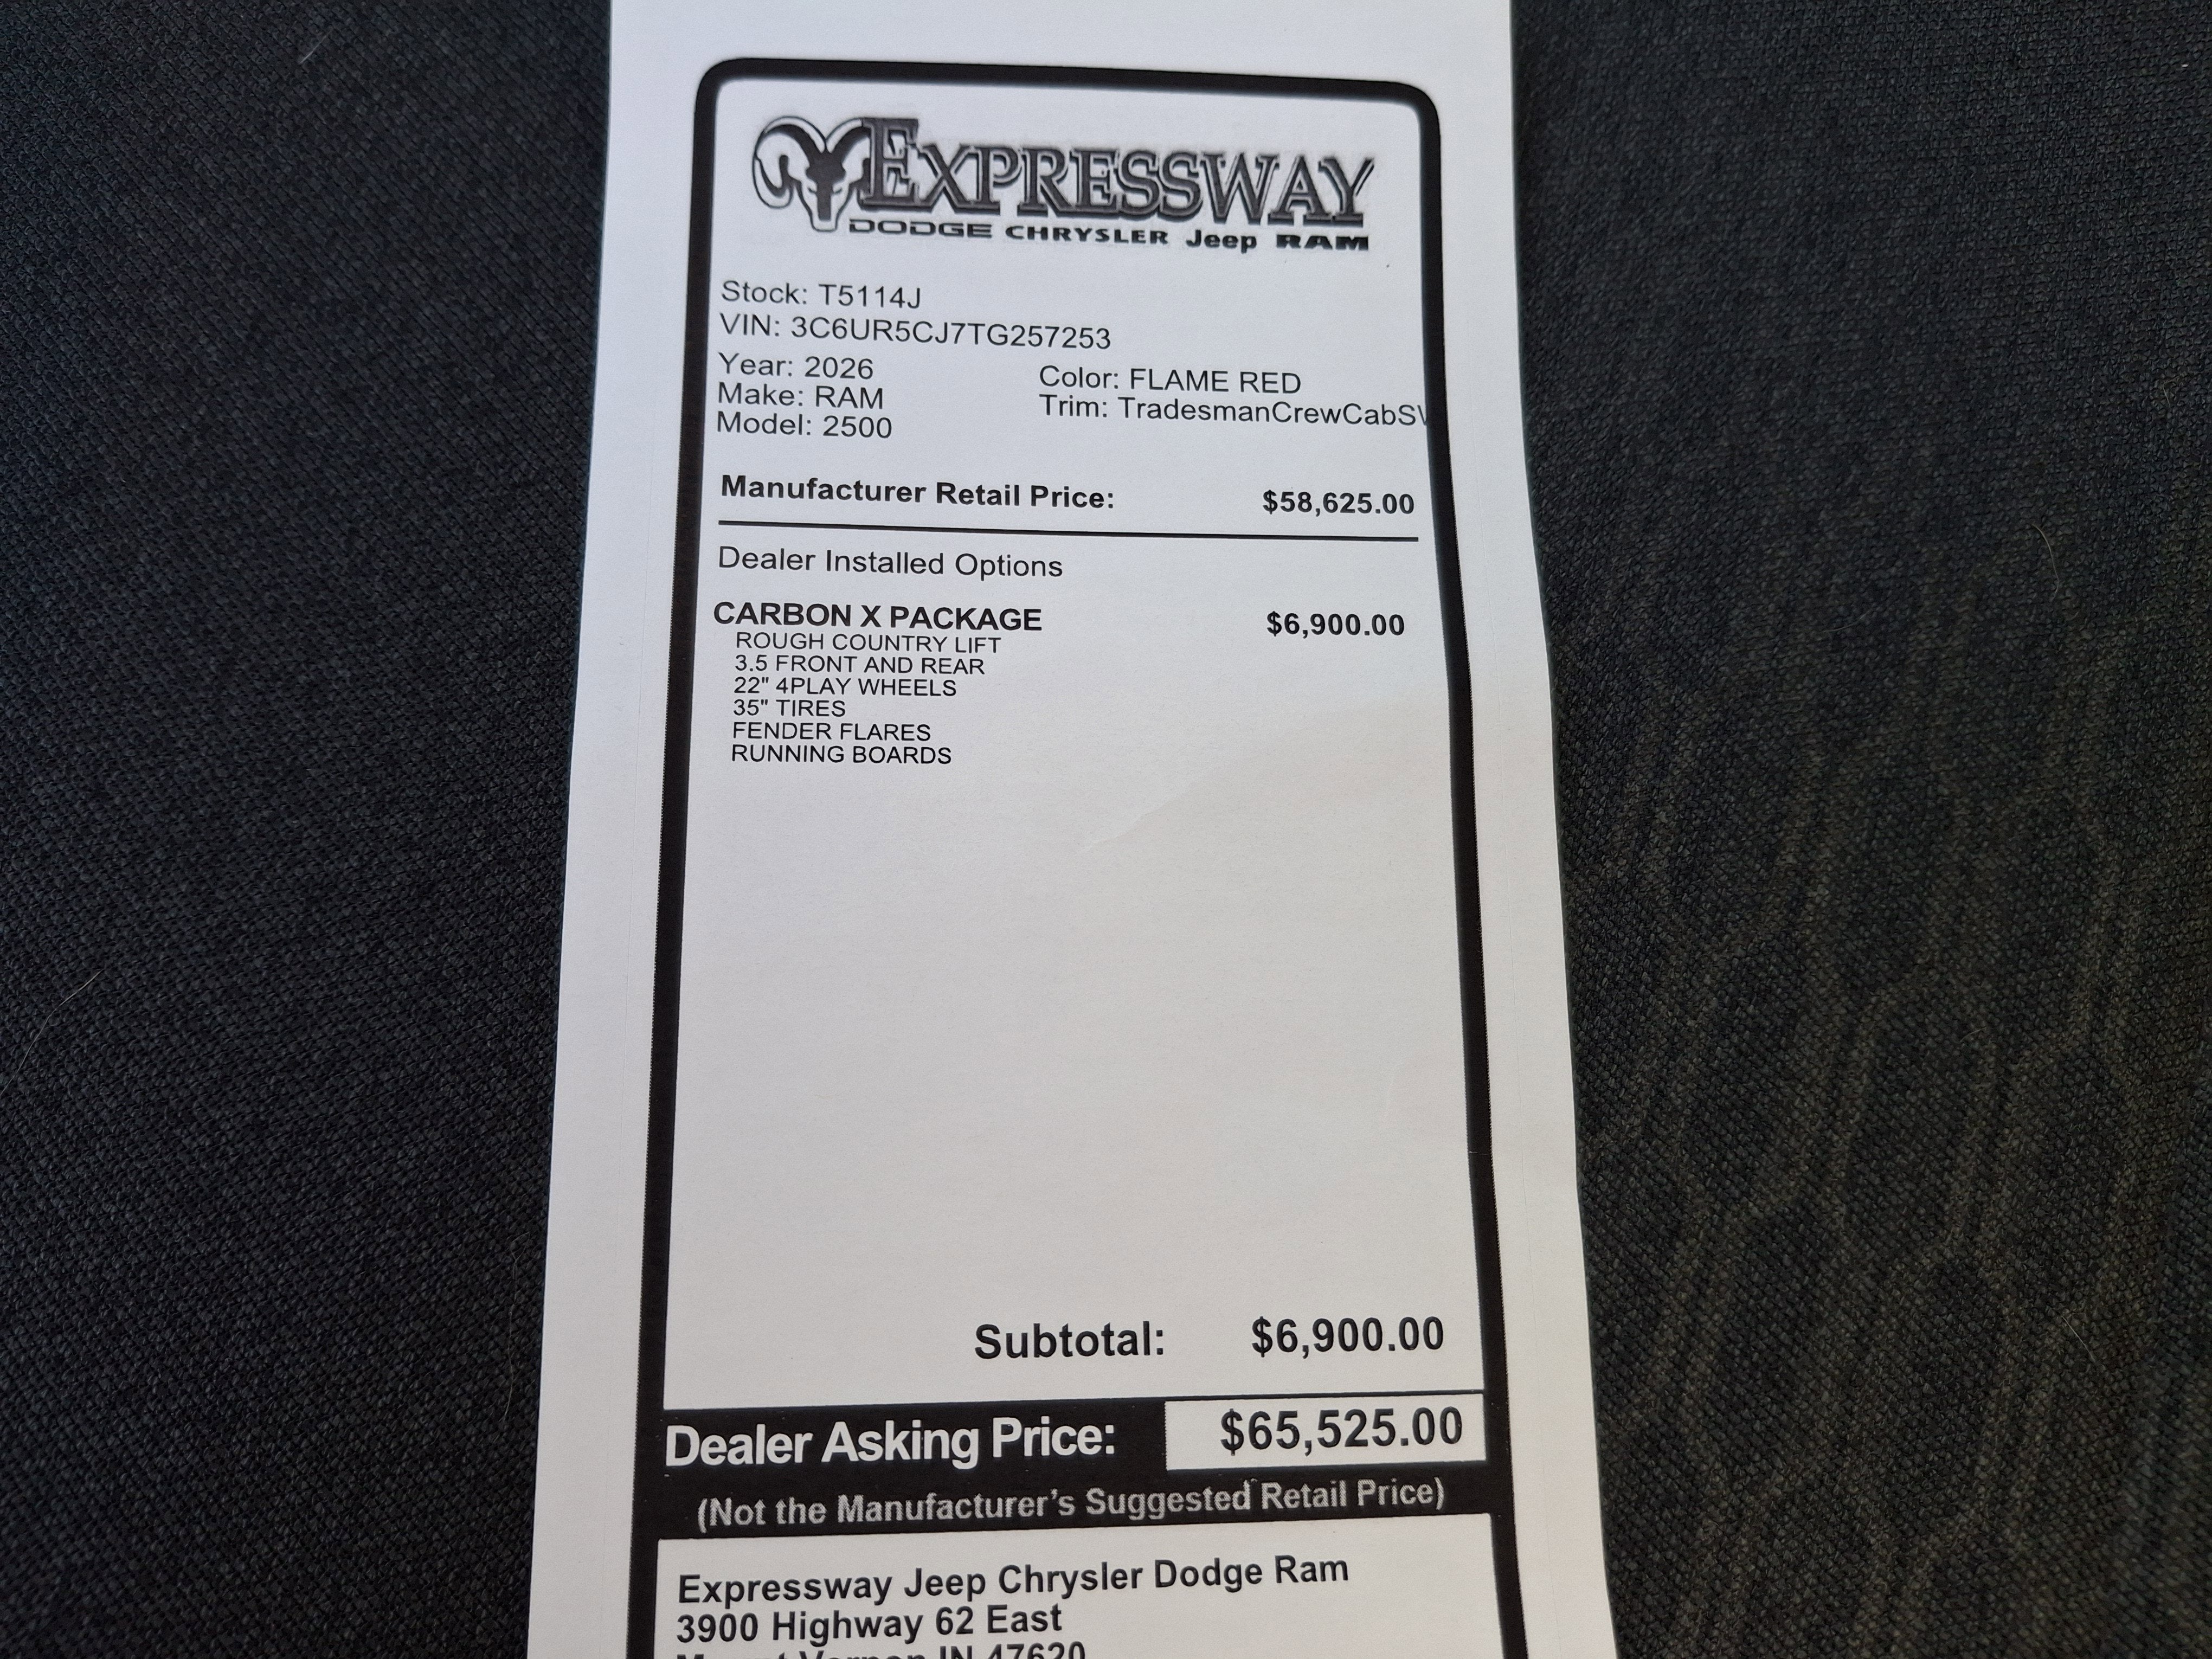 EXPRESSWAY
DODGE CHRYSLER Jeep RAM
Stock: T5114J
VIN: 3C6UR5CJ7TG257253
Year: 2026
Color: FLAME RED
Make: RAM
Trim: TradesmanCrewCabS
Model: 2500
Manufacturer Retail Price: $58,625.00
Dealer Installed Options
CARBON X PACKAGE $6,900.00
ROUGH COUNTRY LIFT
3.5 FRONT AND REAR
22" 4PLAY WHEELS
35" TIRES
FENDER FLARES
RUNNING BOARDS
Subtotal: $6,900.00
Dealer Asking Price: $65,525.00
(Not the Manufacturer's Suggested Retail Price)
Expressway Jeep Chrysler Dodge Ram
3900 Highway 62 East
Mount Vernon IN 47620